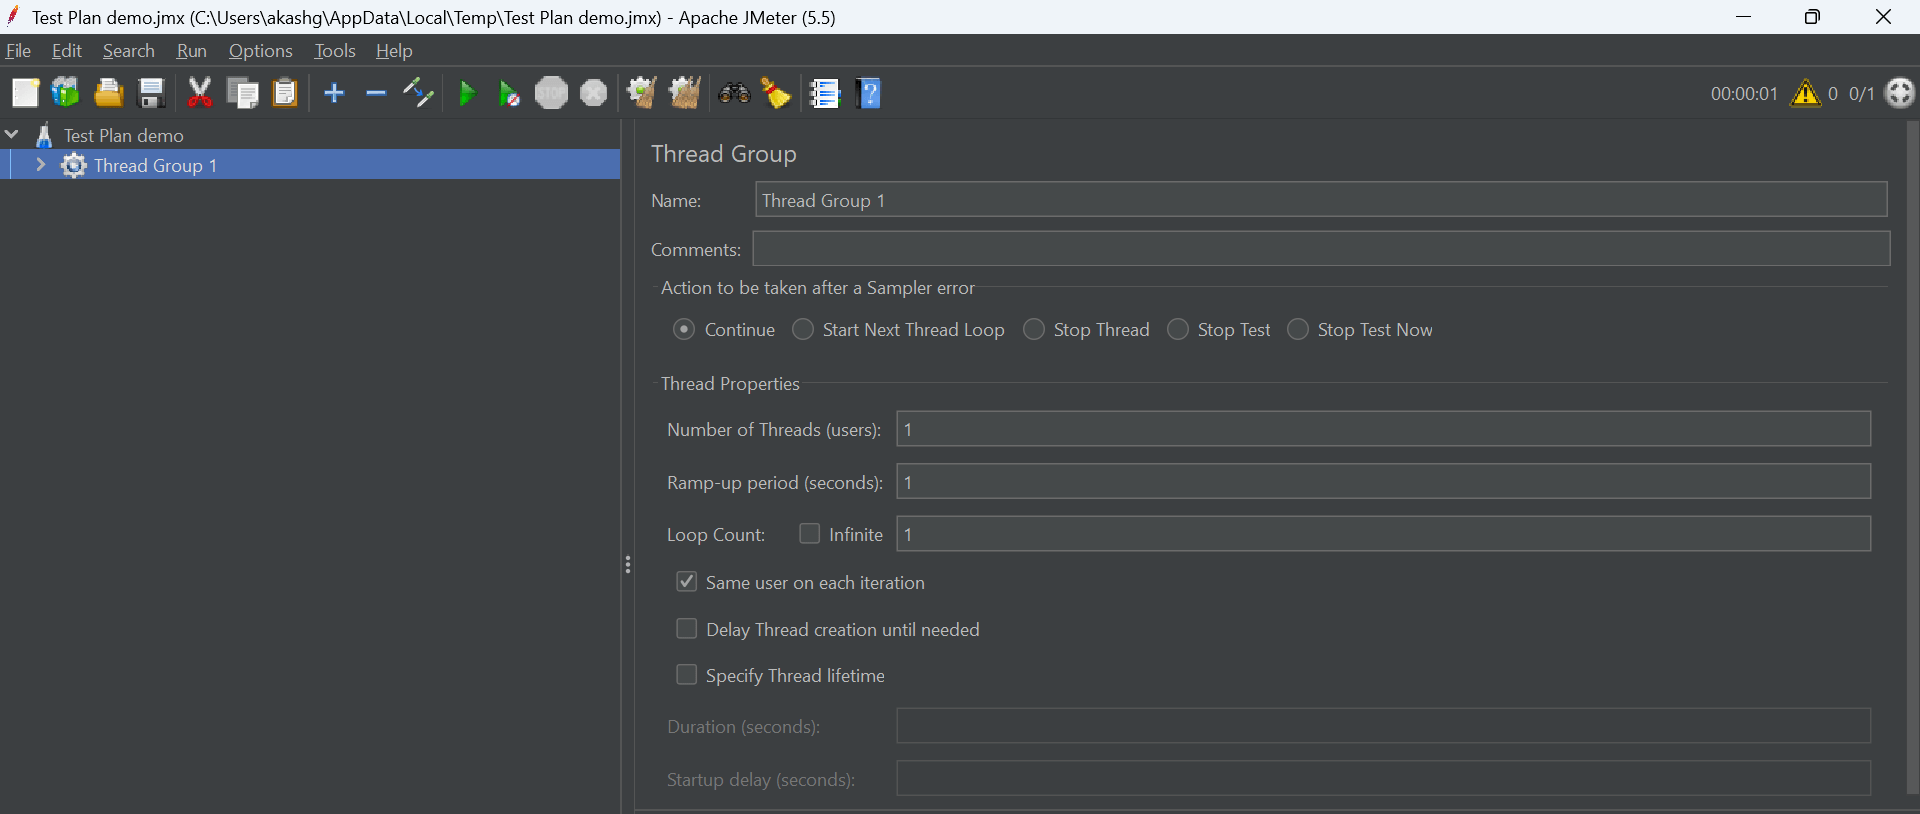 Test Plan demo.jmx (C:\Users\akashg\AppData\Local\Temp\Test Plan demo.jmx) - Apache JMeter (5.5)
File Edit Search Run Options Tools Help
STOP 00:00:01 0 0/1
Test Plan demo
Thread Group 1
Thread Group
Name: Thread Group 1
Comments:
Action to be taken after a Sampler error
Continue Start Next Thread Loop Stop Thread Stop Test Stop Test Now
Thread Properties
Number of Threads (users): 1
Ramp-up period (seconds): 1
Loop Count: Infinite 1
Same user on each iteration
Delay Thread creation until needed
Specify Thread lifetime
Duration (seconds):
Startup delay (seconds):